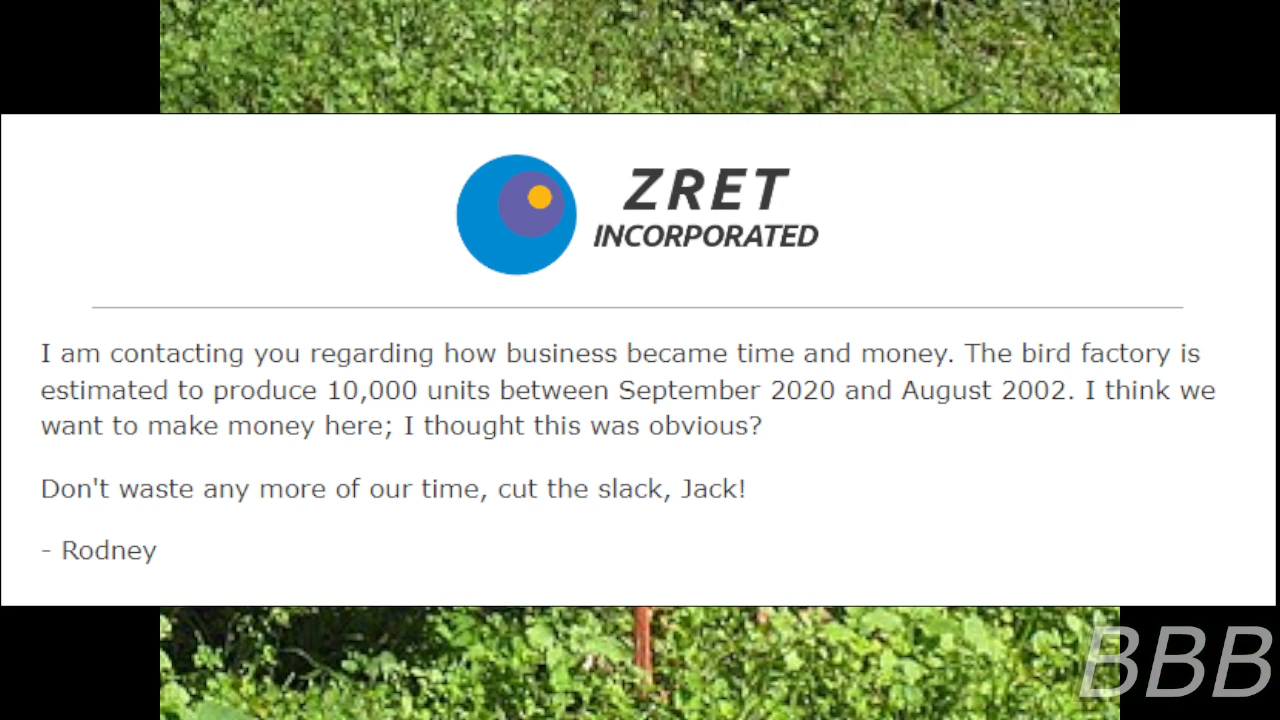 ZRET
INCORPORATED
I am contacting you regarding how business became time and money. The bird factory is
estimated to produce 10,000 units between September 2020 and August 2002. I think we
want to make money here; I thought this was obvious?
Don't waste any more of our time, cut the slack, Jack!
- Rodney
BBB